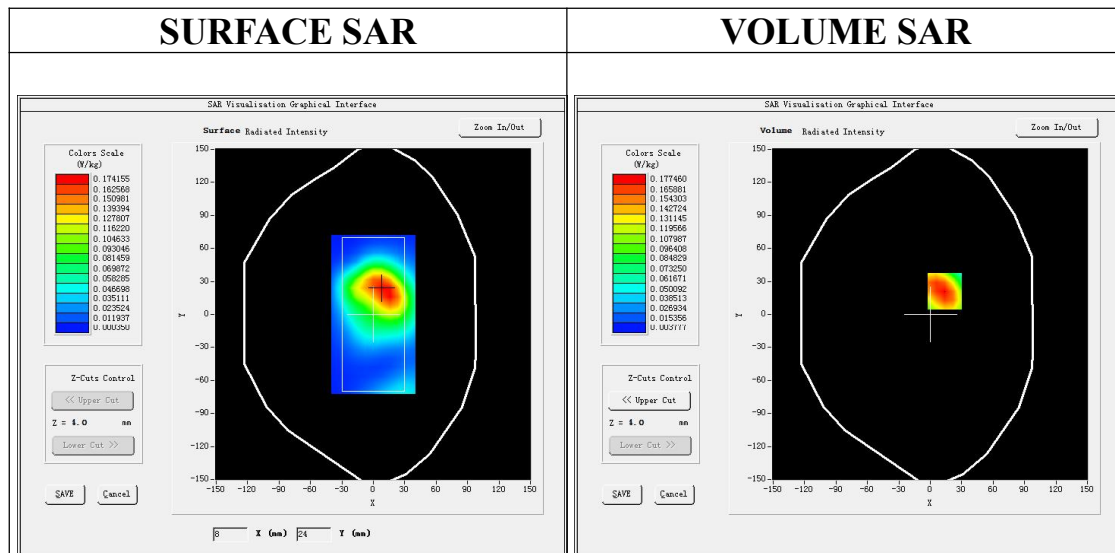 SURFACE SAR
VOLUME SAR
SAR Visualisation Graphical Interface
Surface Radiated Intensity
Zoom In/Out
Colors Scale
(W/kg)
0.174155
0.162568
0.150981
0.139394
0.127807
0.116220
0.104633
0.093046
0.081459
0.069872
0.058285
0.046698
0.035111
0.023524
0.011937
0.000350
150
120
90
60
30
0
-30
-60
-90
-120
-150
Y
-150 -120 -90 -60 -30 0 30 60 90 120 150
X
Z-Cuts Control
<< Upper Cut
Z = 4.0 mm
Lower Cut >>
SAVE Cancel
8 X (mm) 24 Y (mm)
SAR Visualisation Graphical Interface
Volume Radiated Intensity
Zoom In/Out
Colors Scale
(W/kg)
0.177460
0.165881
0.154303
0.142724
0.131145
0.119566
0.107987
0.096408
0.084829
0.073250
0.061671
0.050092
0.038513
0.026934
0.015356
0.003777
150
120
90
60
30
0
-30
-60
-90
-120
-150
Y
-150 -120 -90 -60 -30 0 30 60 90 120 150
X
Z-Cuts Control
<< Upper Cut
Z = 4.0 mm
Lower Cut >>
SAVE Cancel